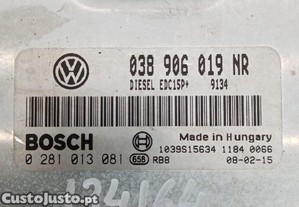 038 906 019 NR
DIESEL EDC15P+ 9134
BOSCH
Made in Hungary
1039S15634 1184 0066
0 281 013 081 658 RB8 08-02-15
CustoJusto.pt